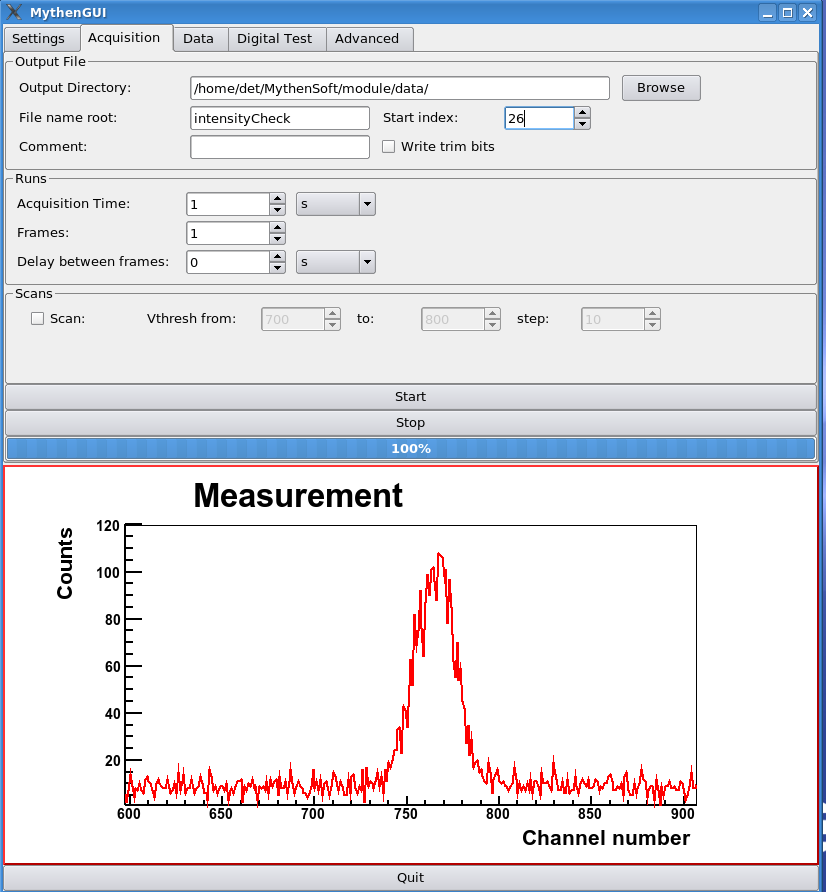 MythenGUI
Settings Acquisition Data Digital Test Advanced
Output File
Output Directory: /home/det/MythenSoft/module/data/ Browse
File name root: intensityCheck Start index: 26
Comment: Write trim bits
Runs
Acquisition Time: 1 s
Frames: 1
Delay between frames: 0 s
Scans
Scan: Vthresh from: 700 to: 800 step: 10
Start
Stop
100%
Measurement
Counts
120
100
80
60
40
20
600 650 700 750 800 850 900
Channel number
Quit